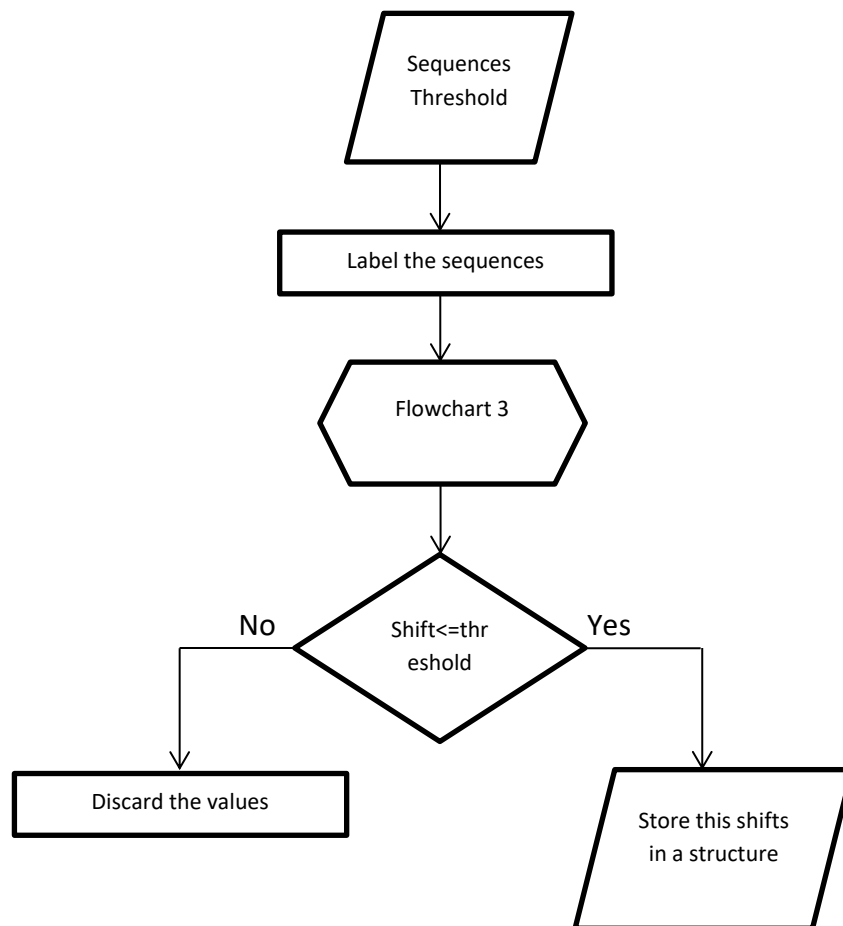 Sequences
Threshold
Label the sequences
Flowchart 3
No
Shift<=thr
eshold
Yes
Discard the values
Store this shifts
in a structure